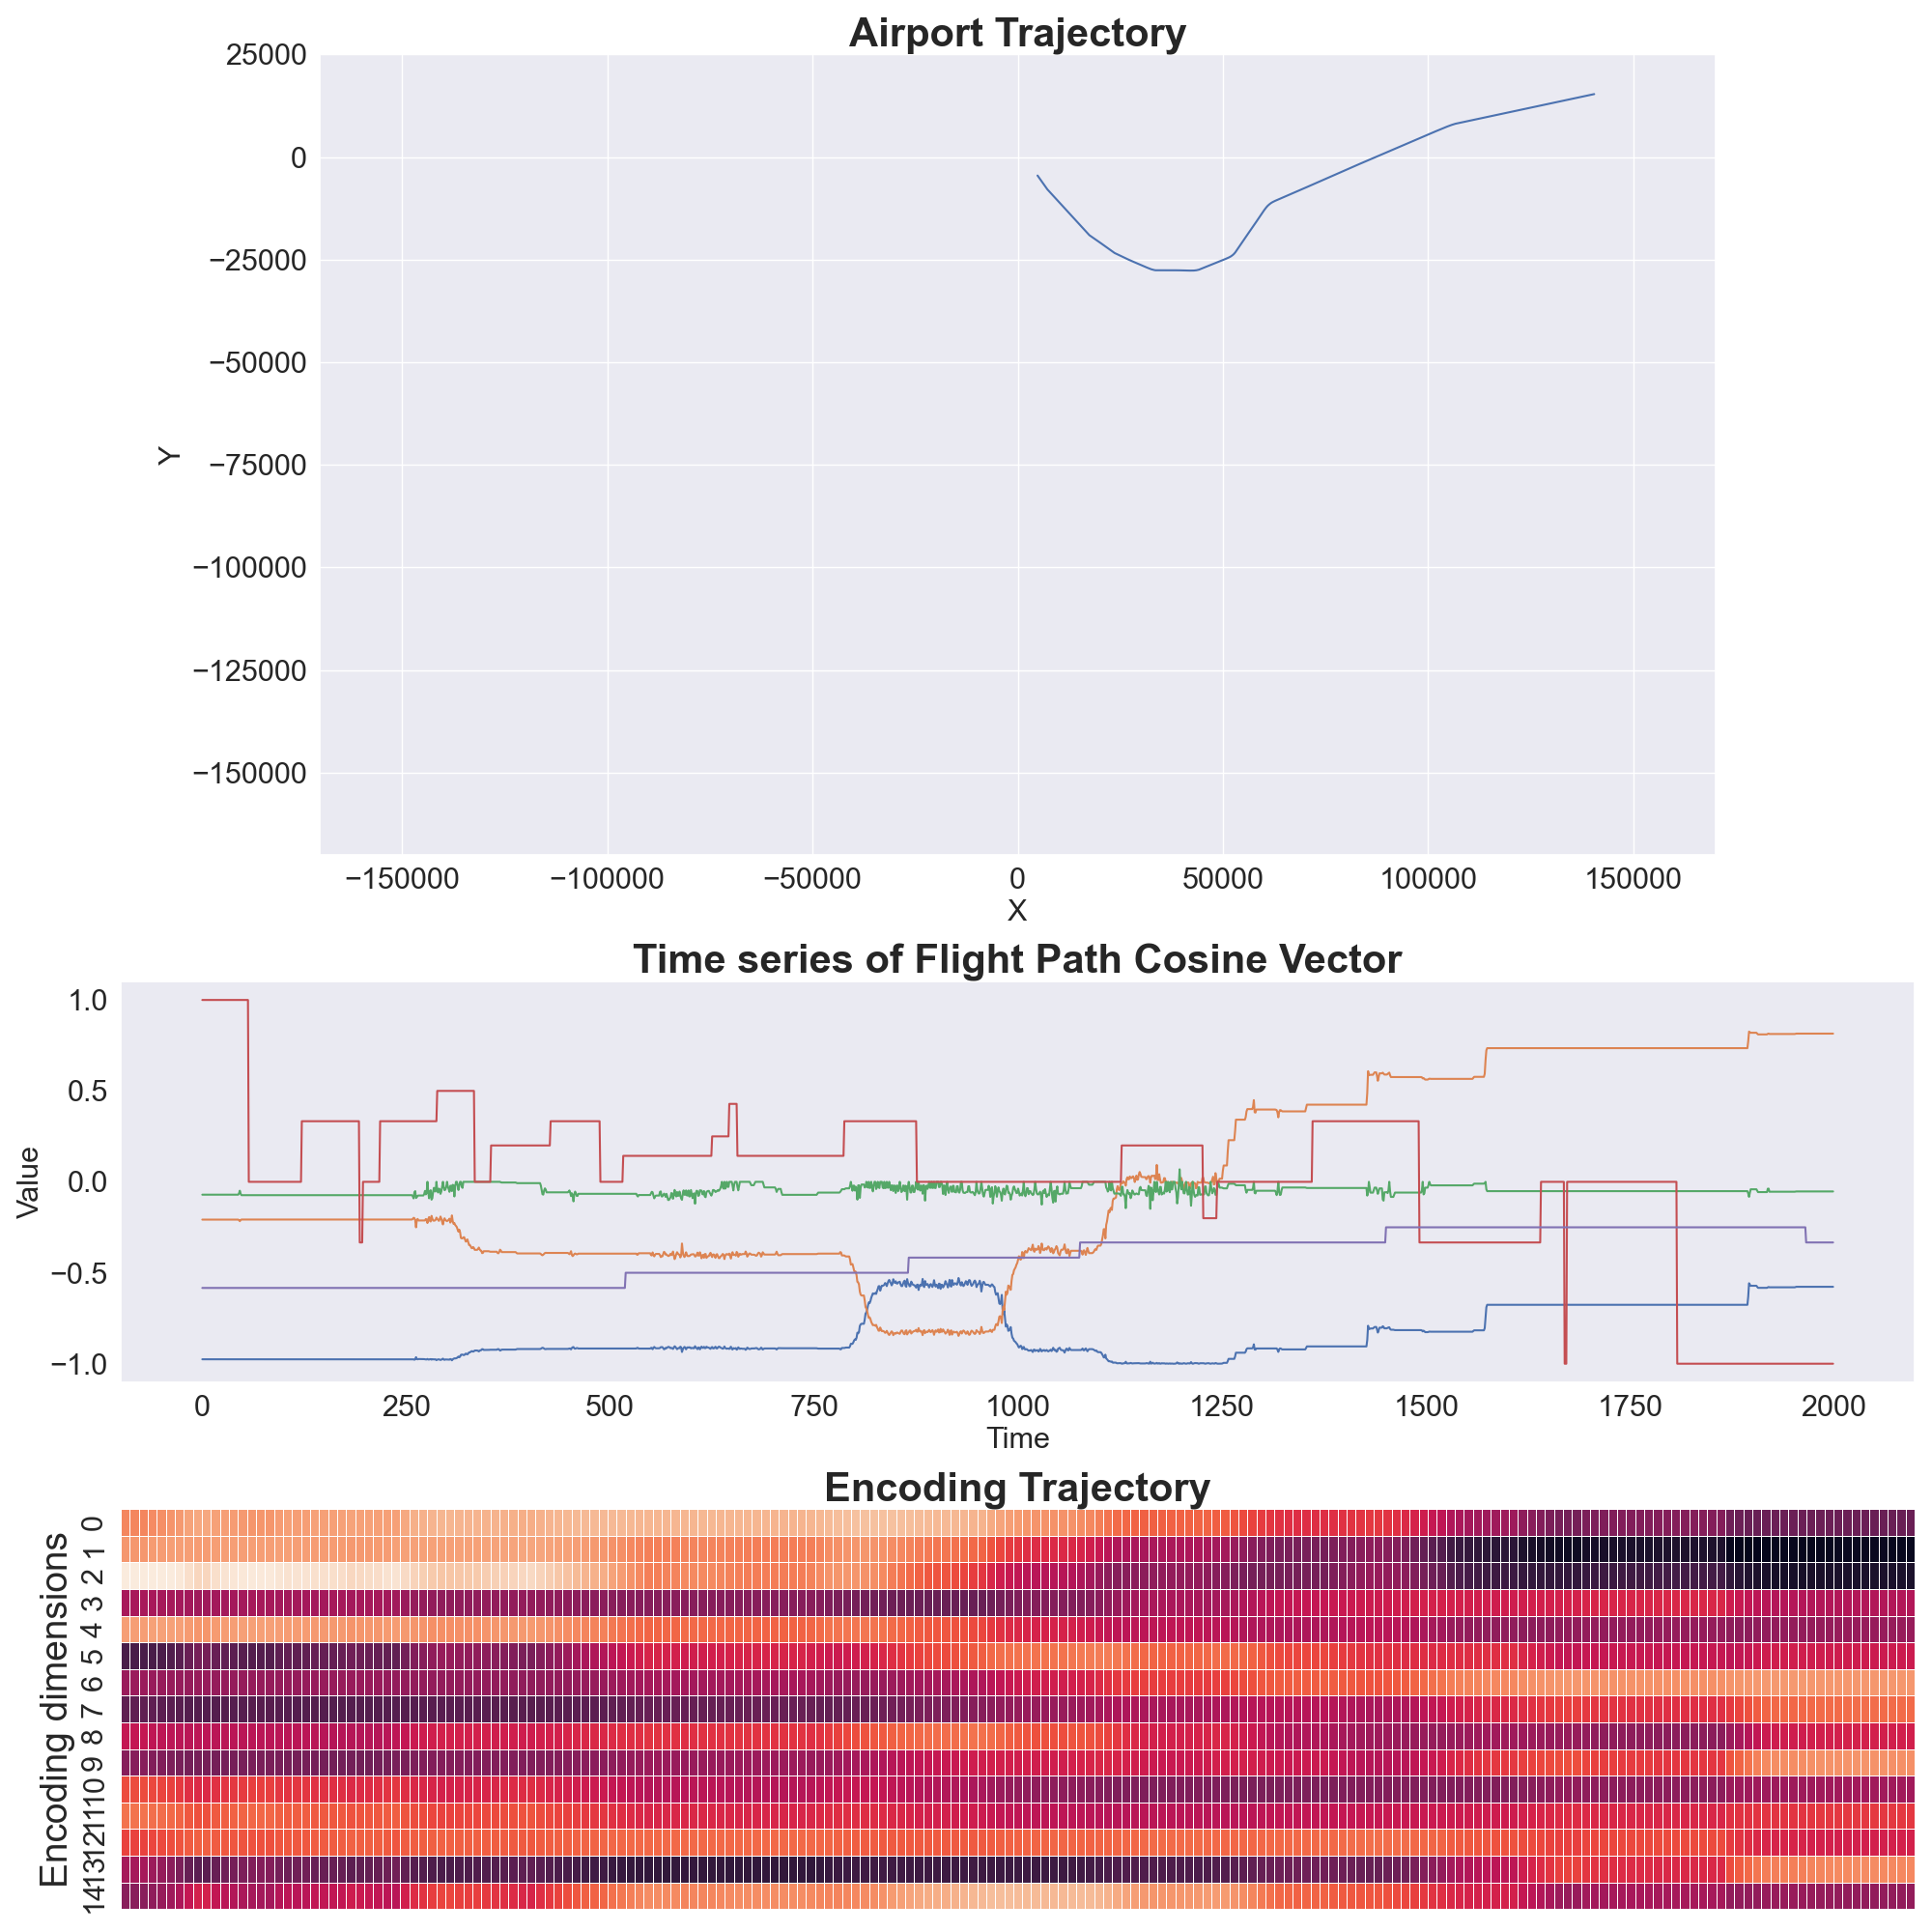 Airport Trajectory
25000
0
−25000
−50000
−75000
−100000
−125000
−150000
Y
−150000 −100000 −50000 0 50000 100000 150000
X
Time series of Flight Path Cosine Vector
1.0
0.5
0.0
−0.5
−1.0
Value
0 250 500 750 1000 1250 1500 1750 2000
Time
Encoding Trajectory
Encoding dimensions
0
1
2
3
4
5
6
7
8
9
10
11
12
13
14